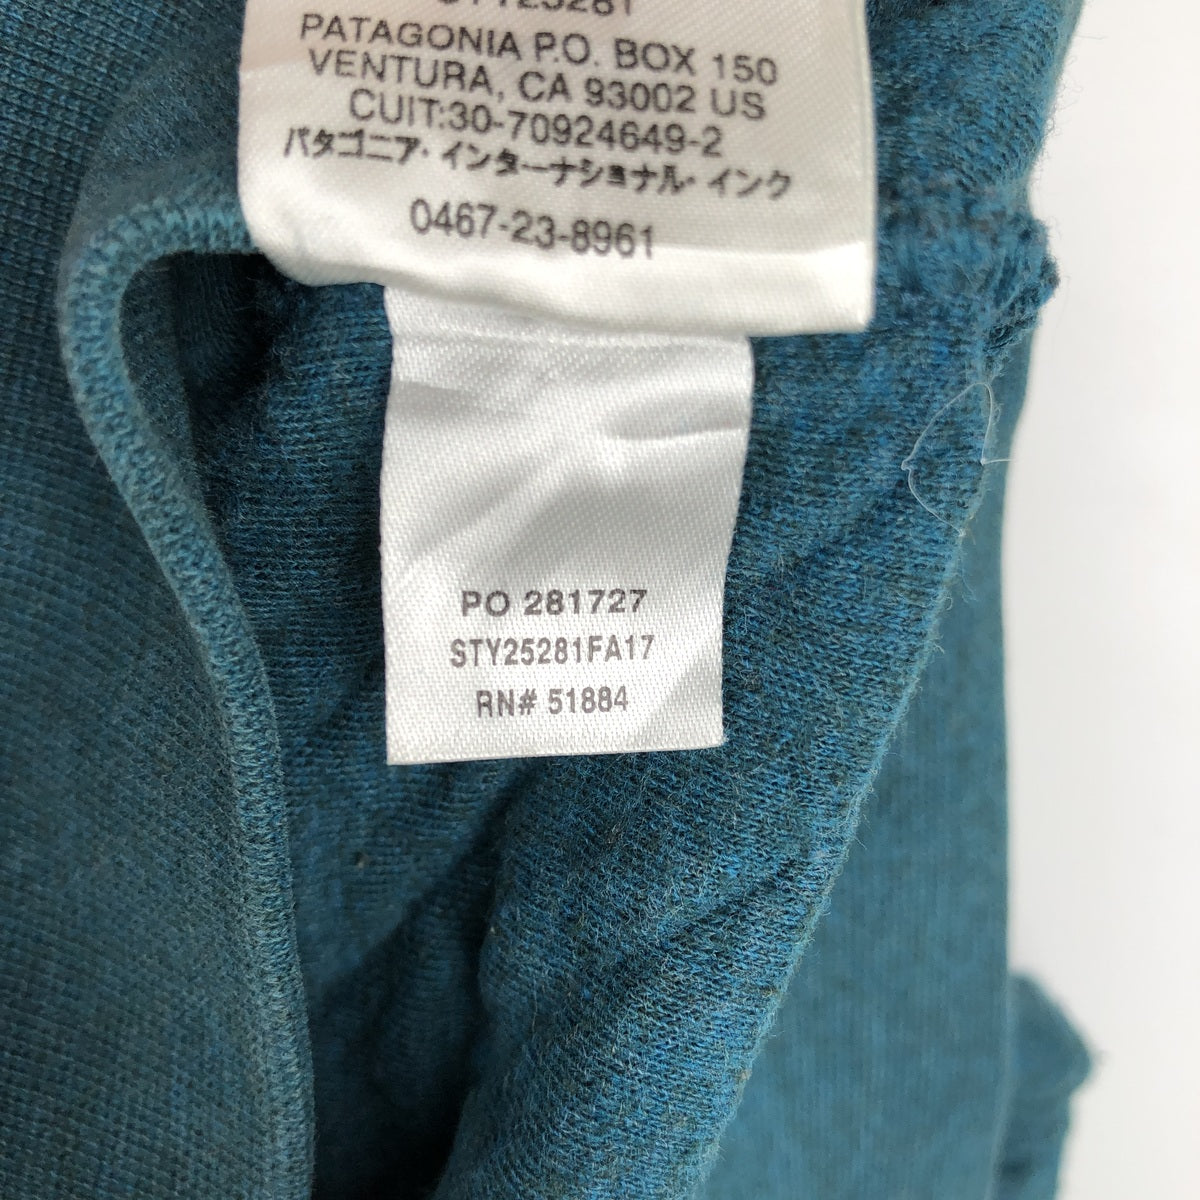 STY25281
PATAGONIA P.O. BOX 150
VENTURA, CA 93002 US
CUIT:30-70924649-2
パタゴニア・インターナショナル・インク
0467-23-8961
PO 281727
STY25281FA17
RN# 51884